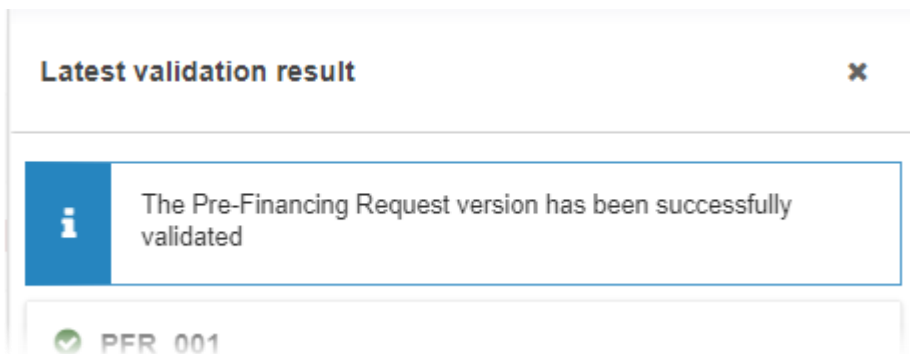 Latest validation result
The Pre-Financing Request version has been successfully
validated
PFR_001